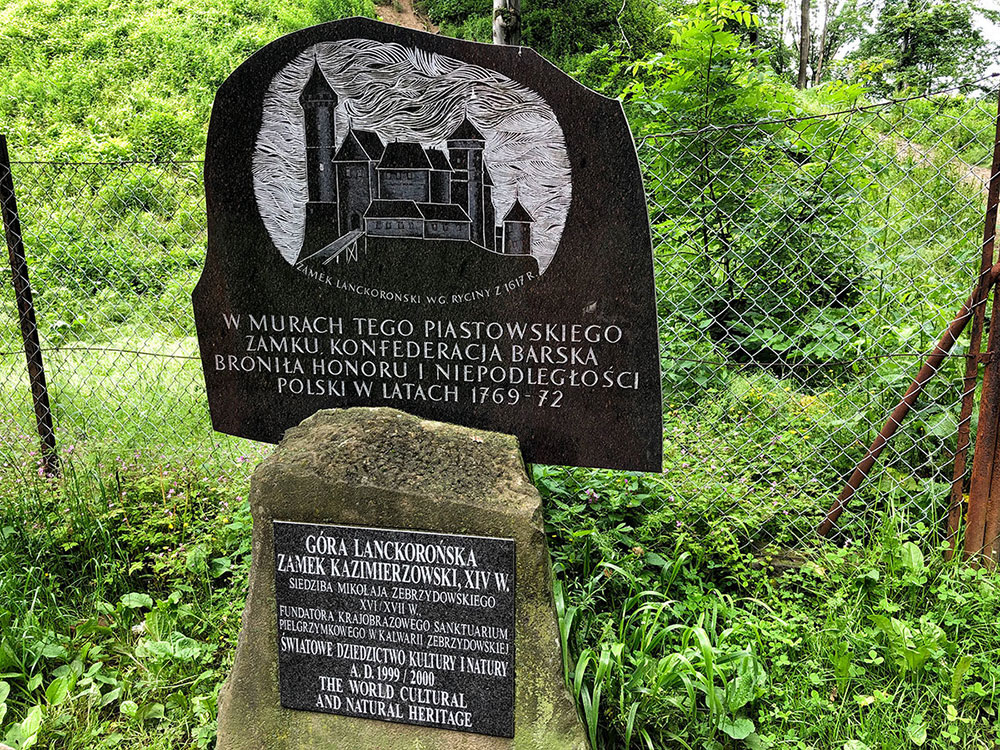 ZAMEK LANCKOROŃSKI WG. RYCINY Z 1617 R.
W MURACH TEGO PIASTOWSKIEGO
ZAMKU, KONFEDERACJA BARSKA
BRONIŁA HONORU I NIEPODLEGŁOŚCI
POLSKI W LATACH 1769-72
GÓRA LANCKOROŃSKA
ZAMEK KAZIMIERZOWSKI, XIV W.
SIEDZIBA MIKOŁAJA ZEBRZYDOWSKIEGO
XVI/XVII W.
FUNDATORA KRAJOBRAZOWEGO SANKTUARIUM
PIELGRZYMKOWEGO W KALWARII ZEBRZYDOWSKIEJ
ŚWIATOWE DZIEDZICTWO KULTURY I NATURY
A. D. 1999 / 2000
THE WORLD CULTURAL
AND NATURAL HERITAGE